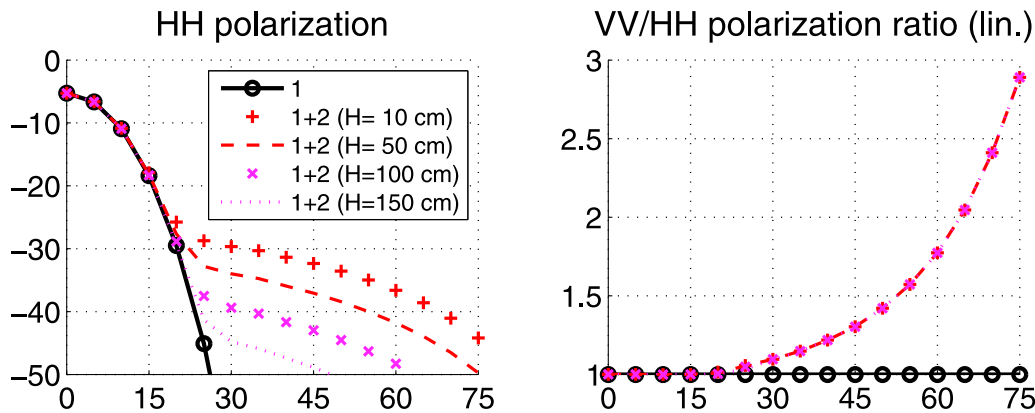 HH polarization
0
−10
−20
−30
−40
−50
0 15 30 45 60 75
1
1+2 (H= 10 cm)
1+2 (H= 50 cm)
1+2 (H=100 cm)
1+2 (H=150 cm)
VV/HH polarization ratio (lin.)
3
2.5
2
1.5
1
0 15 30 45 60 75